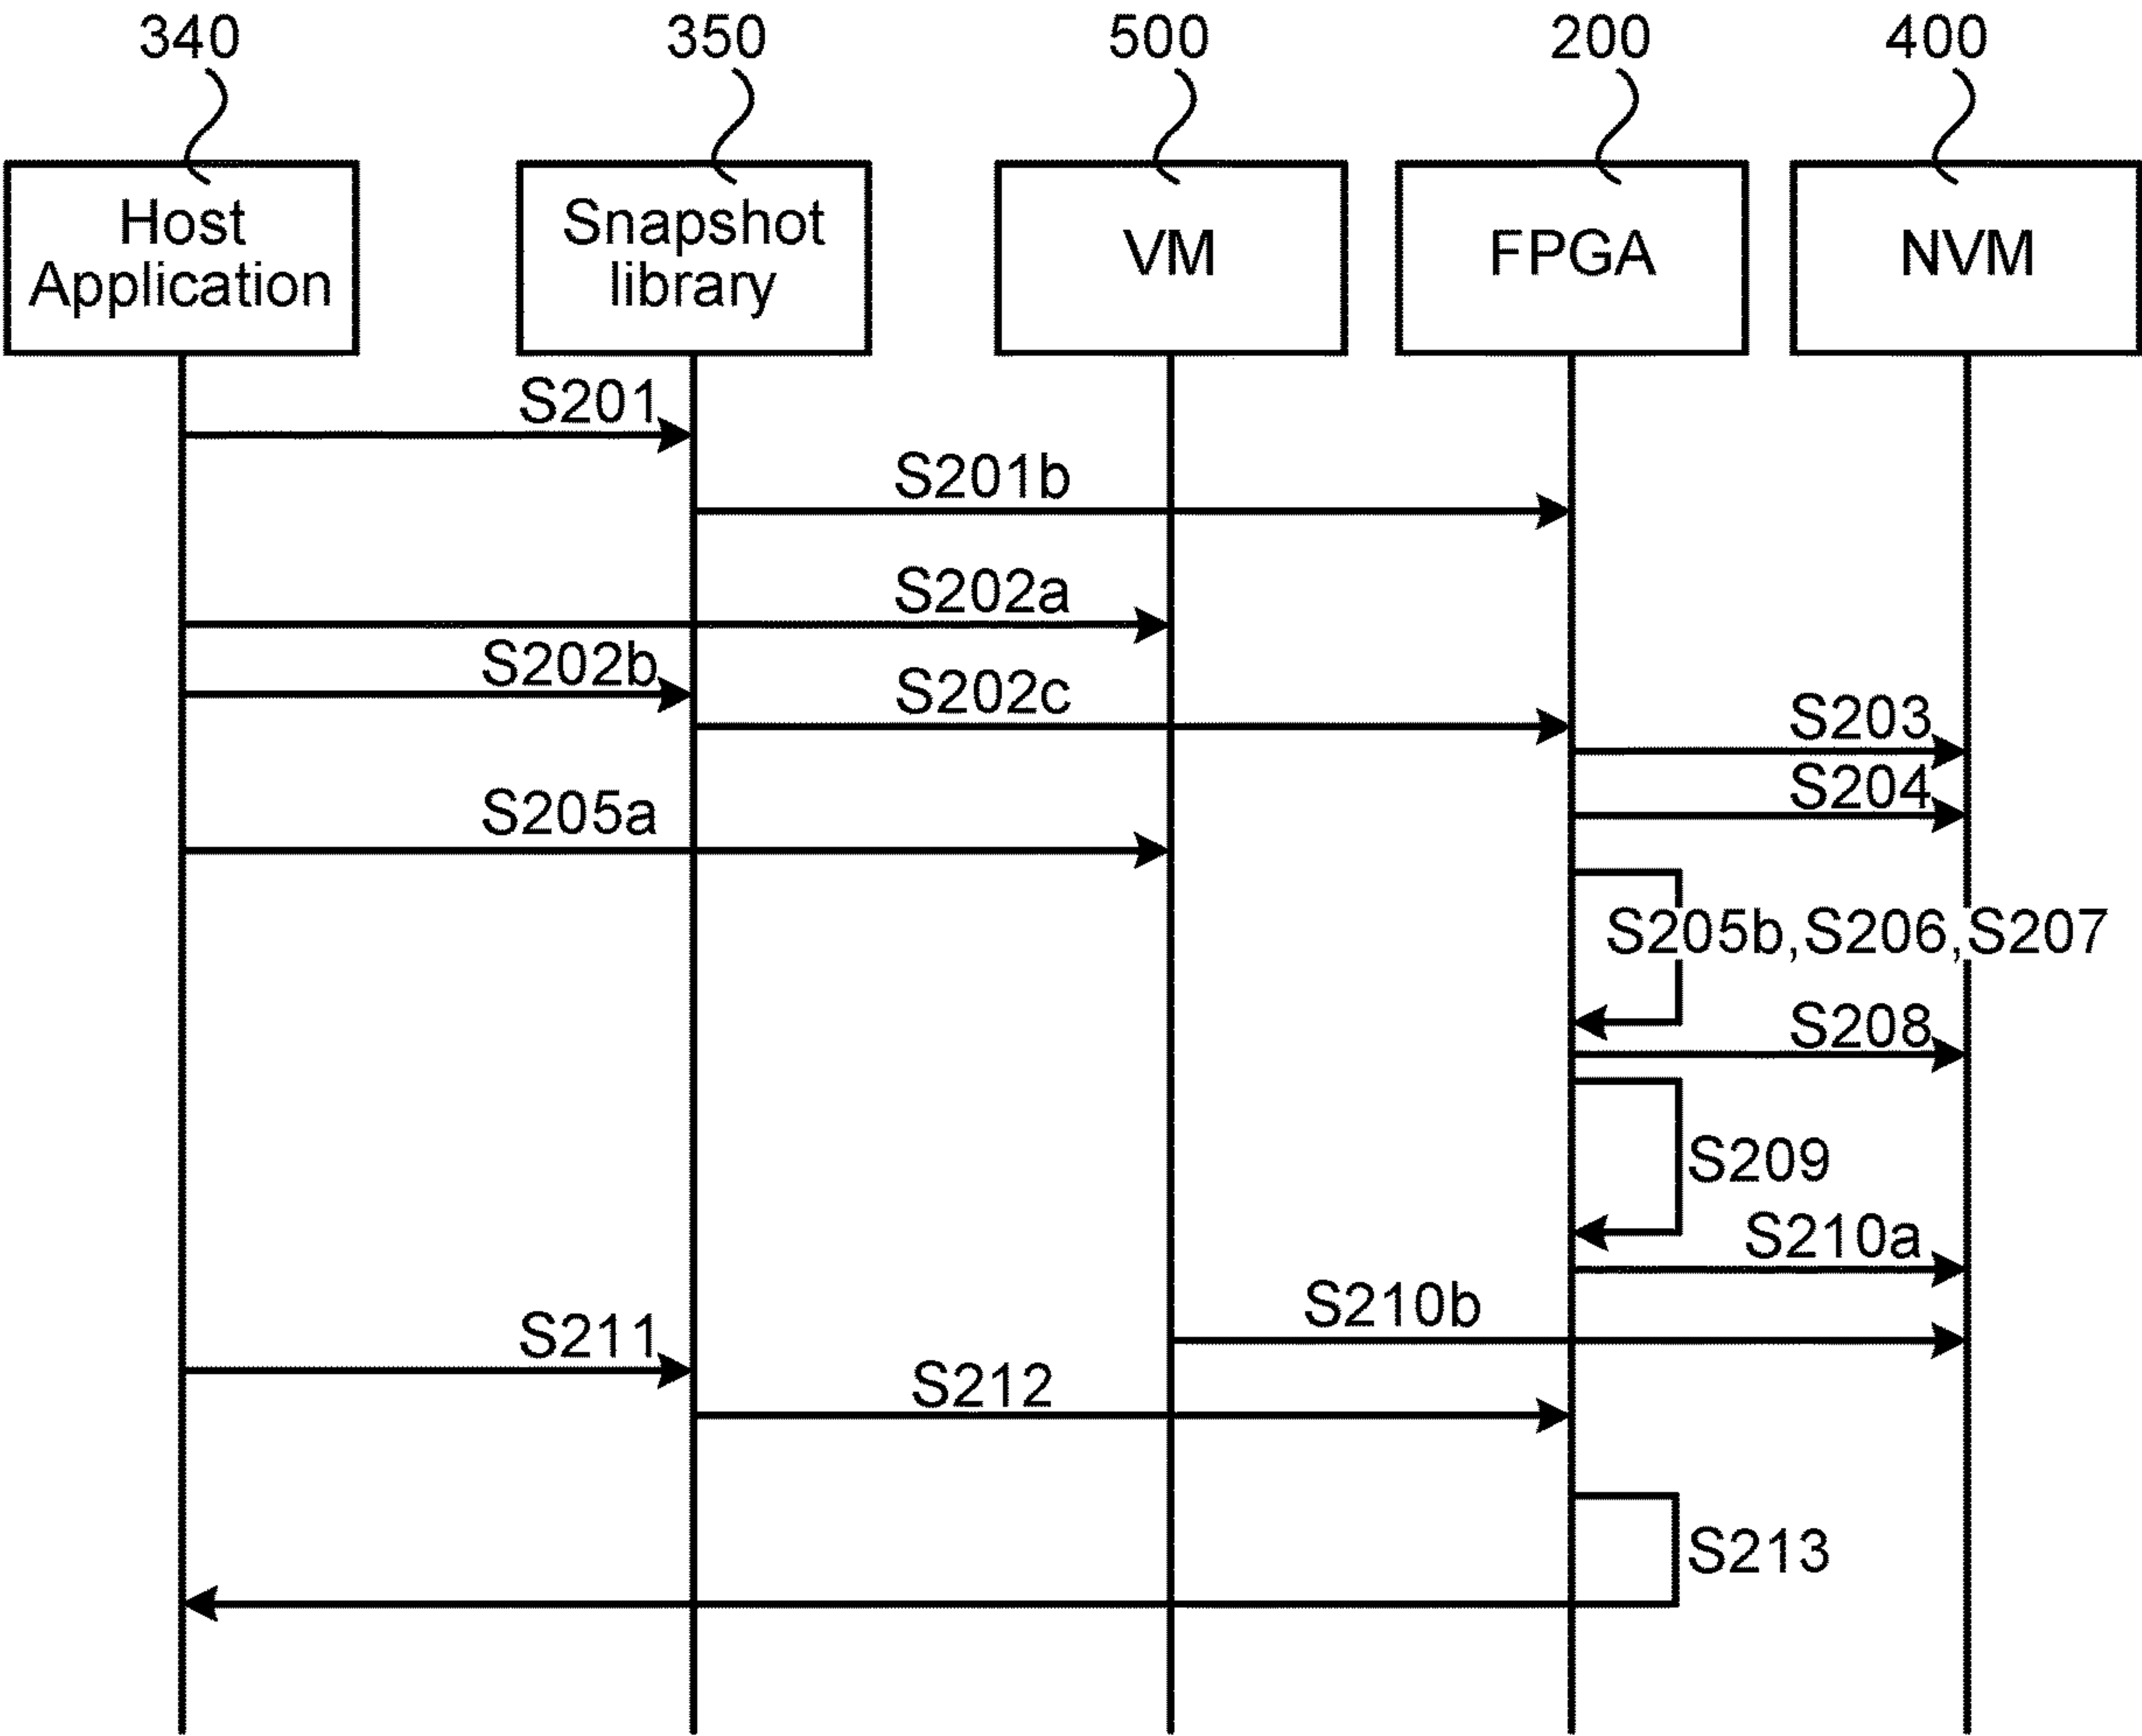 340
350
500
200
400
Host
Application
Snapshot
library
VM
FPGA
NVM
S201
S201b
S202a
S202b
S202c
S203
S204
S205a
S205b,S206,S207
S208
S209
S210a
S210b
S211
S212
S213